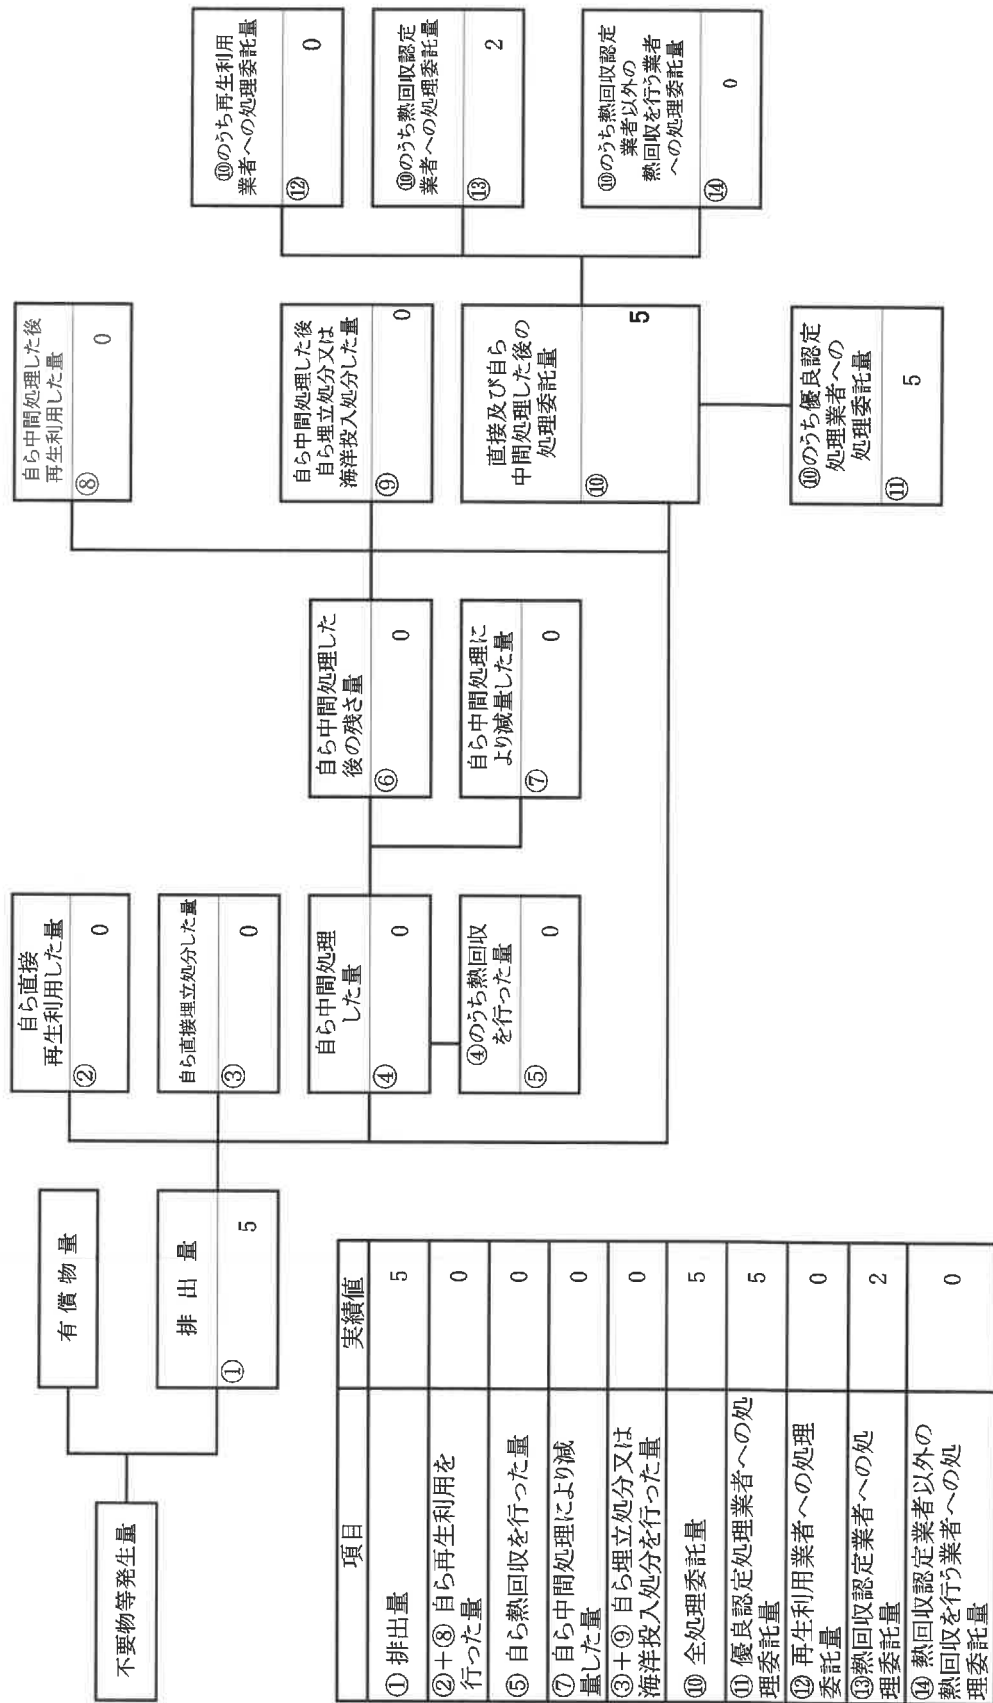 不要物等発生量
有 償 物 量
排 出 量
①
5
自ら直接
再生利用した量
②
0
自ら直接埋立処分した量
③
0
自ら中間処理
した量
④
0
④のうち熱回収
を行った量
⑤
0
自ら中間処理した
後の残さ量
⑥
0
自ら中間処理に
より減量した量
⑦
0
自ら中間処理した後
再生利用した量
⑧
0
自ら中間処理した後
自ら埋立処分又は
海洋投入処分した量
⑨
0
直接及び自ら
中間処理した後の
処理委託量
⑩
5
⑩のうち優良認定
処理業者への
処理委託量
⑪
5
⑩のうち再生利用
業者への処理委託量
⑫
0
⑩のうち熱回収認定
業者への処理委託量
⑬
2
⑩のうち熱回収認定
業者以外の
熱回収を行う業者
への処理委託量
⑭
0
項目 実績値
① 排出量 5
②＋⑧ 自ら再生利用を
行った量 0
⑤ 自ら熱回収を行った量 0
⑦ 自ら中間処理により減
量した量 0
③＋⑨ 自ら埋立処分又は
海洋投入処分を行った量 0
⑩ 全処理委託量 5
⑪ 優良認定処理業者への処
理委託量 5
⑫ 再生利用業者への処理
委託量 0
⑬熱回収認定業者への処
理委託量 2
⑭ 熱回収認定業者以外の
熱回収を行う業者への処
理委託量 0